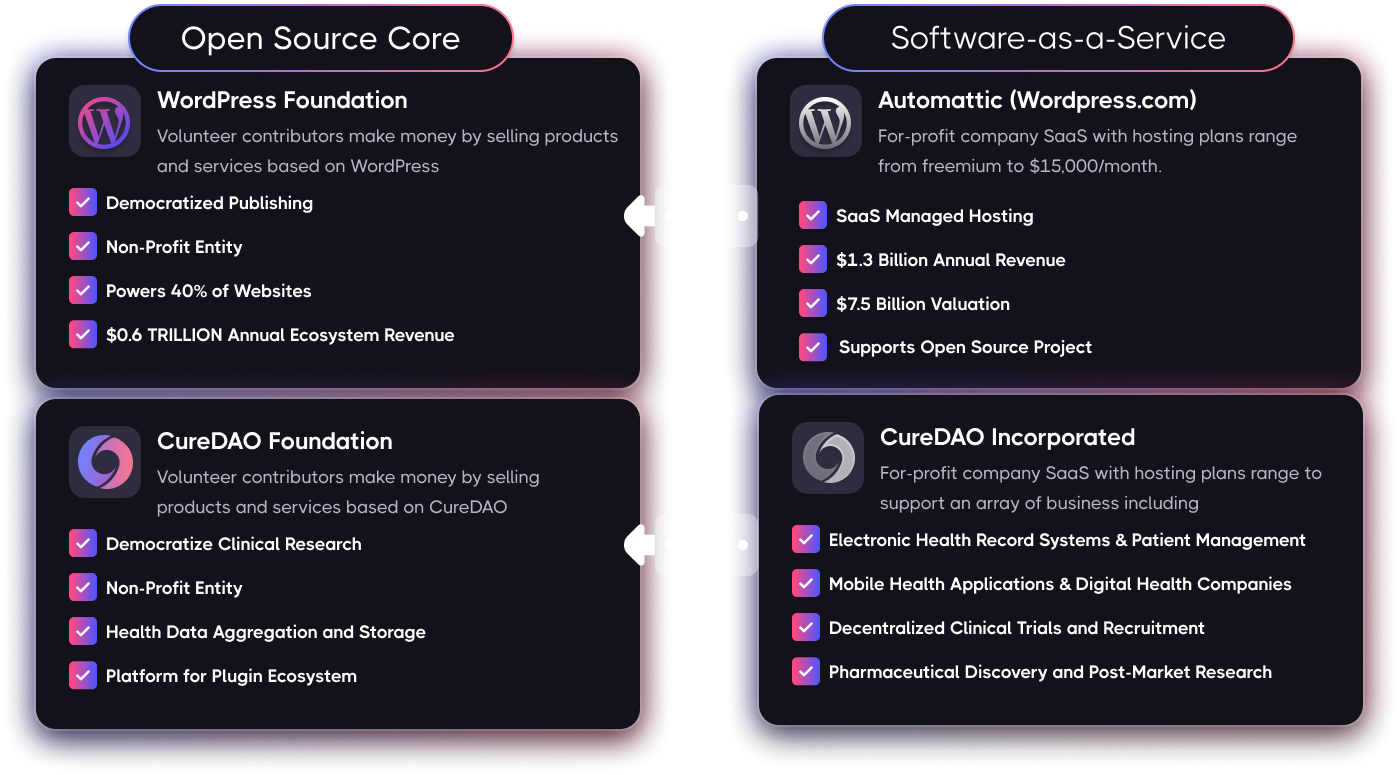 Open Source Core
WordPress Foundation
Volunteer contributors make money by selling products
and services based on WordPress
Democratized Publishing
Non-Profit Entity
Powers 40% of Websites
$0.6 TRILLION Annual Ecosystem Revenue
CureDAO Foundation
Volunteer contributors make money by selling
products and services based on CureDAO
Democratize Clinical Research
Non-Profit Entity
Health Data Aggregation and Storage
Platform for Plugin Ecosystem
Software-as-a-Service
Automattic (Wordpress.com)
For-profit company SaaS with hosting plans range
from freemium to $15,000/month.
SaaS Managed Hosting
$1.3 Billion Annual Revenue
$7.5 Billion Valuation
Supports Open Source Project
CureDAO Incorporated
For-profit company SaaS with hosting plans range to
support an array of business including
Electronic Health Record Systems & Patient Management
Mobile Health Applications & Digital Health Companies
Decentralized Clinical Trials and Recruitment
Pharmaceutical Discovery and Post-Market Research